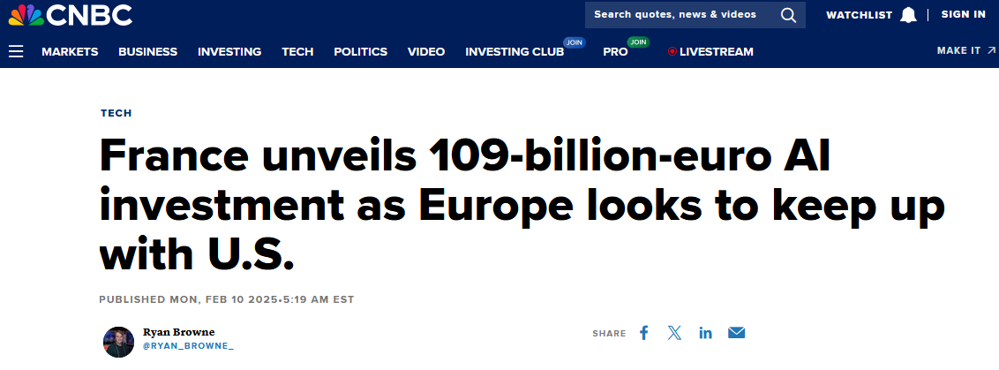 CNBC
Search quotes, news & videos
WATCHLIST
SIGN IN
MARKETS BUSINESS INVESTING TECH POLITICS VIDEO INVESTING CLUB JOIN PRO JOIN LIVESTREAM MAKE IT
TECH
France unveils 109-billion-euro AI
investment as Europe looks to keep up
with U.S.
PUBLISHED MON, FEB 10 2025•5:19 AM EST
Ryan Browne
@RYAN_BROWNE_
SHARE